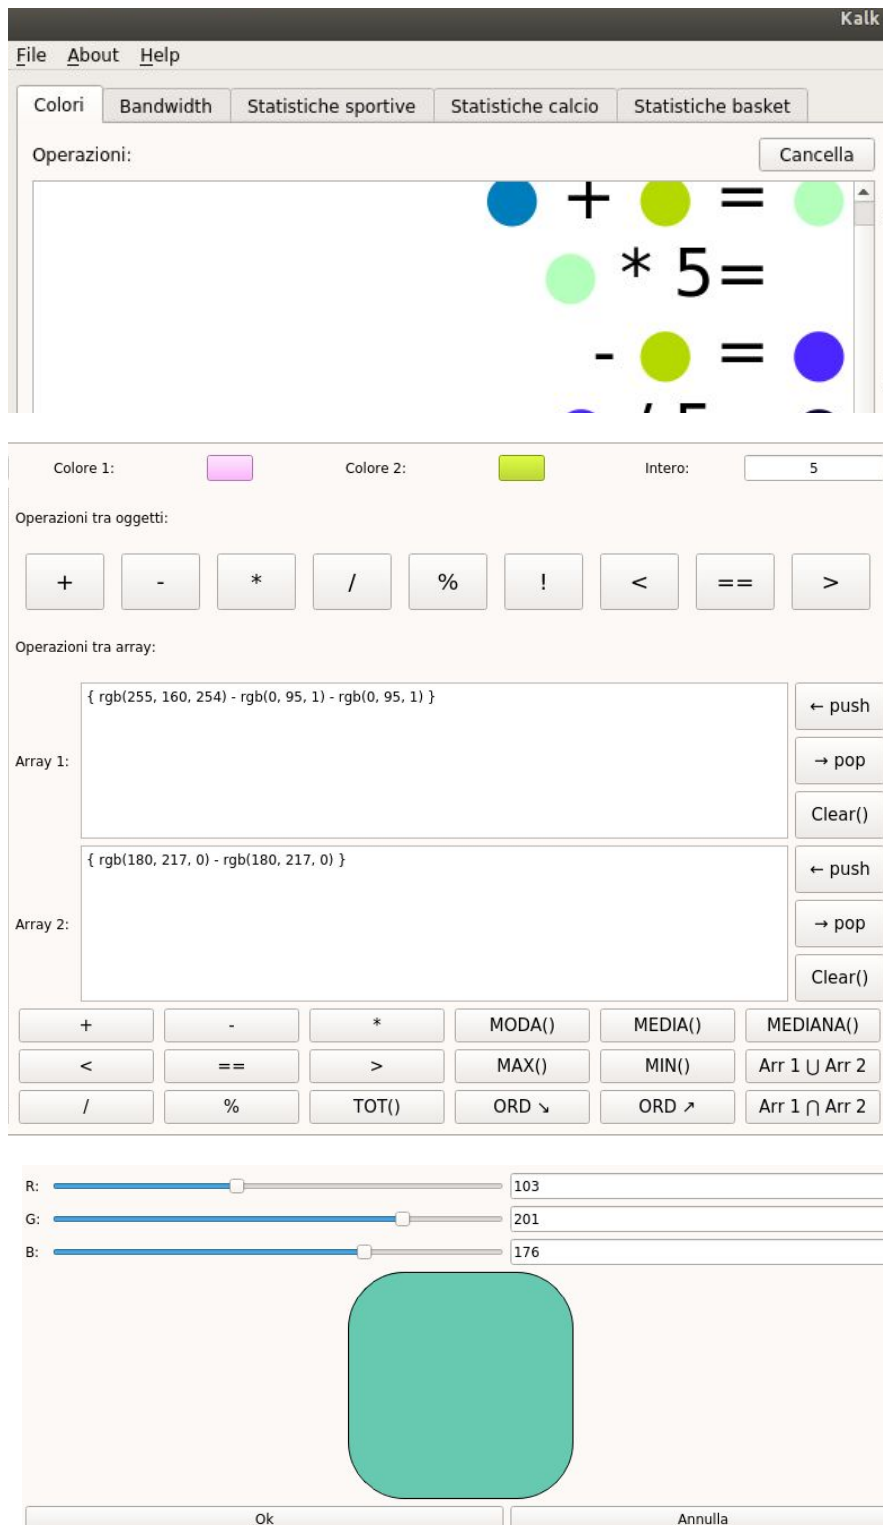 Kalk
File About Help
Colori Bandwidth Statistiche sportive Statistiche calcio Statistiche basket
Operazioni: Cancella
+ =
* 5=
- =
/ 5
Colore 1: Colore 2: Intero: 5
Operazioni tra oggetti:
+ - * / % ! < == >
Operazioni tra array:
{ rgb(255, 160, 254) - rgb(0, 95, 1) - rgb(0, 95, 1) }
← push
Array 1: → pop
Clear()
{ rgb(180, 217, 0) - rgb(180, 217, 0) }
← push
Array 2: → pop
Clear()
+ - * MODA() MEDIA() MEDIANA()
< == > MAX() MIN() Arr 1 ⋃ Arr 2
/ % TOT() ORD ↘ ORD ↗ Arr 1 ⋂ Arr 2
R: 103
G: 201
B: 176
Ok Annulla